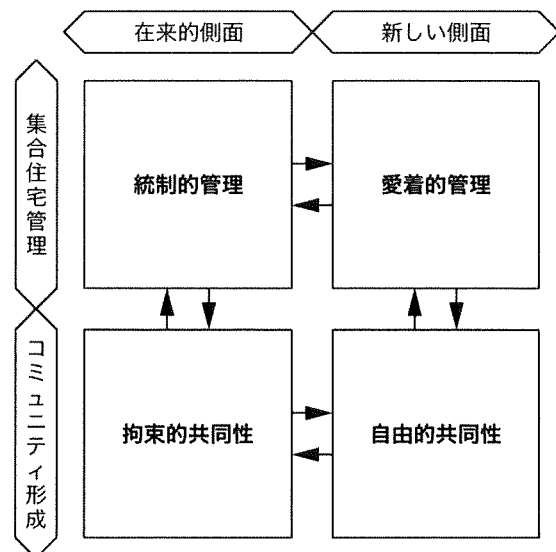 在来的側面
新しい側面
集合住宅管理
統制的管理
愛着的管理
コミュニティ形成
拘束的共同性
自由的共同性